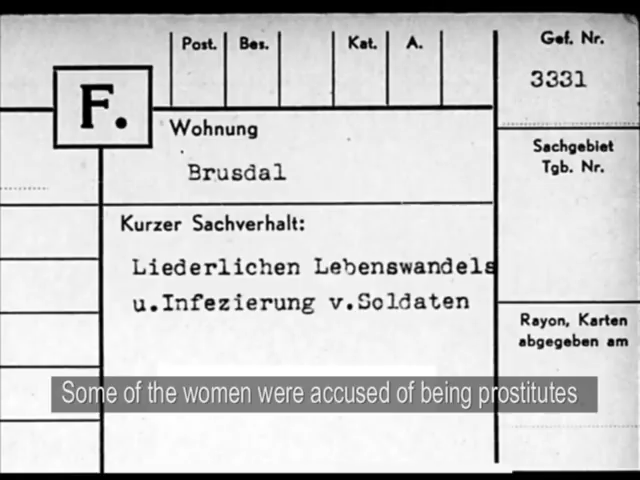 Post. Bes. Kat. A.
Gef. Nr.
3331
F.
Wohnung
Brusdal
Sachgebiet
Tgb. Nr.
Kurzer Sachverhalt:
Liederlichen Lebenswandels
u.Infezierung v.Soldaten
Rayon, Karten
abgegeben am
Some of the women were accused of being prostitutes